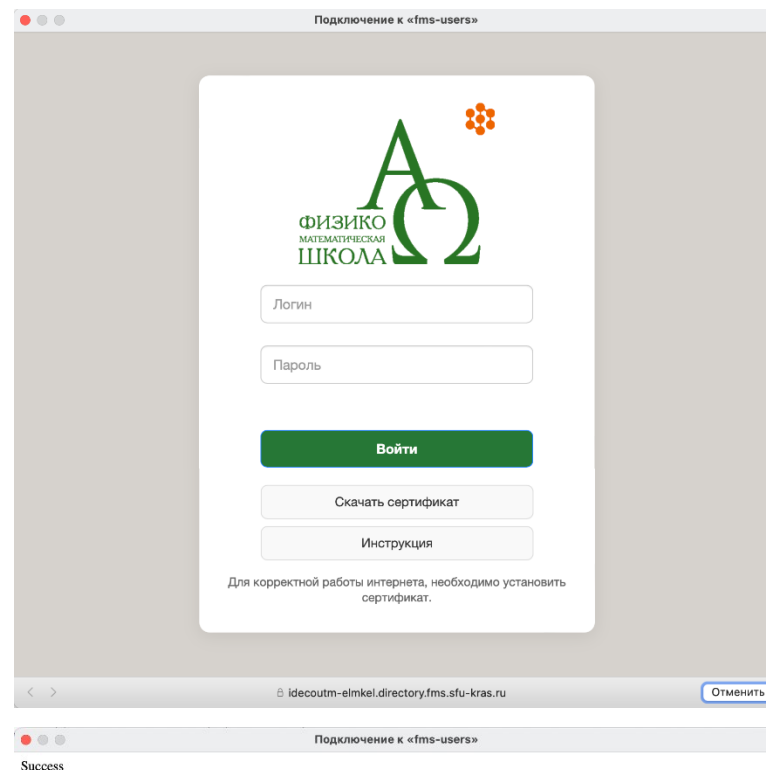 Подключение к «fms-users»
ΑΩ
ФИЗИКО
МАТЕМАТИЧЕСКАЯ
ШКОЛА
Логин
Пароль
Войти
Скачать сертификат
Инструкция
Для корректной работы интернета, необходимо установить
сертификат.
idecoutm-elmkel.directory.fms.sfu-kras.ru
Отменить
Подключение к «fms-users»
Success